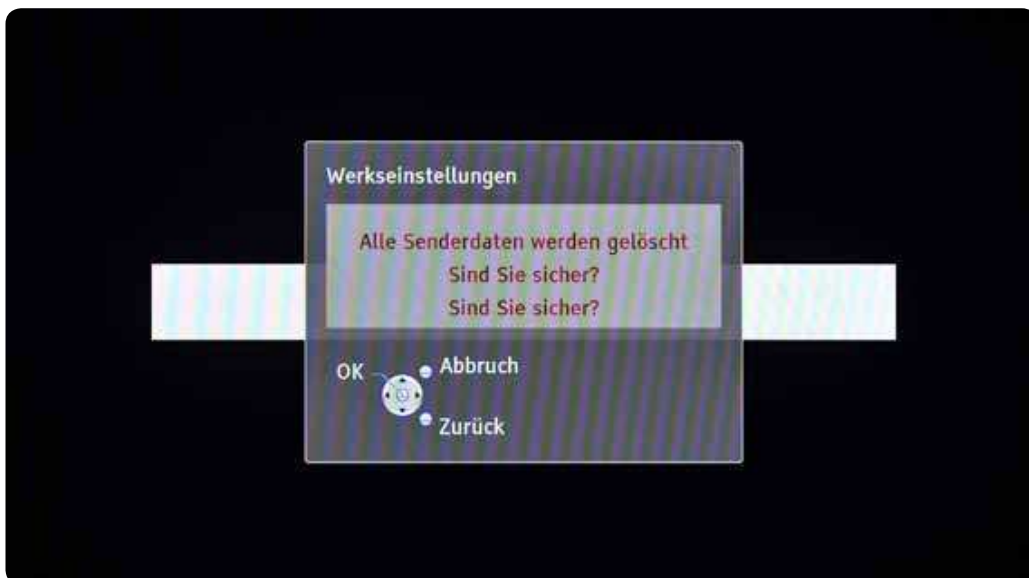 Werkseinstellungen
Alle Senderdaten werden gelöscht
Sind Sie sicher?
Sind Sie sicher?
OK
Abbruch
Zurück